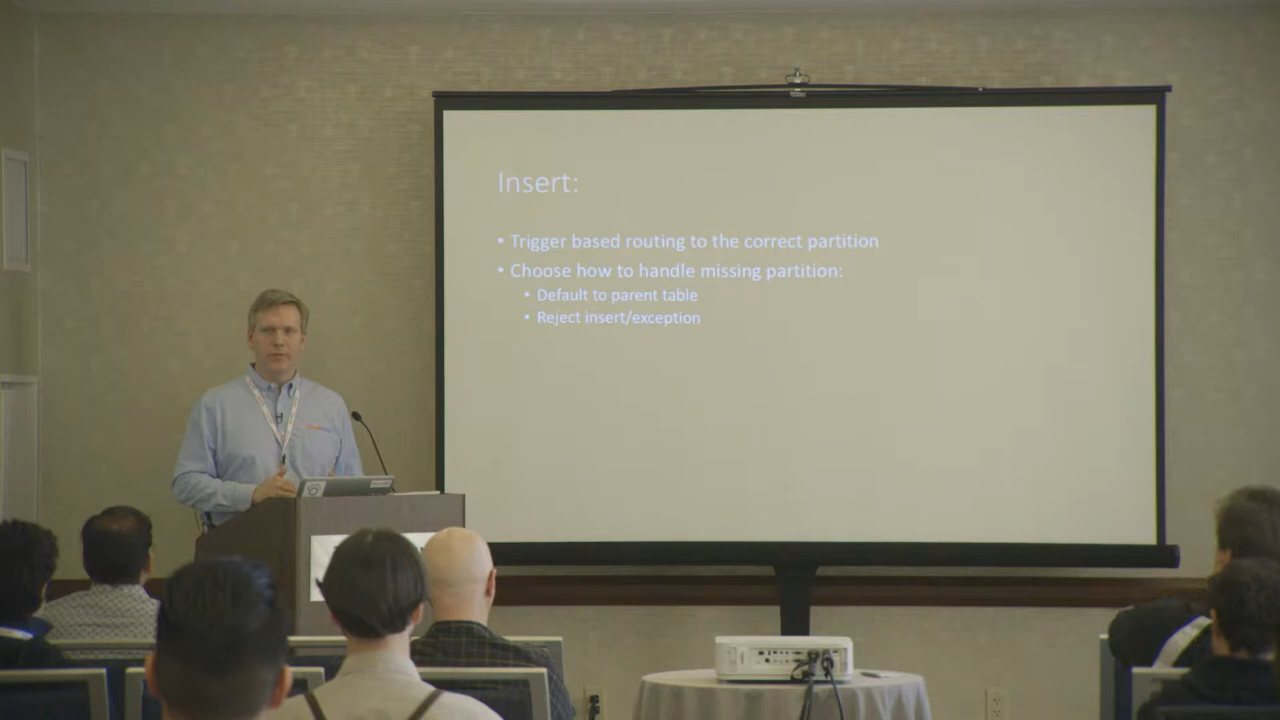 Insert:
• Trigger based routing to the correct partition
• Choose how to handle missing partition:
• Default to parent table
• Reject insert/exception